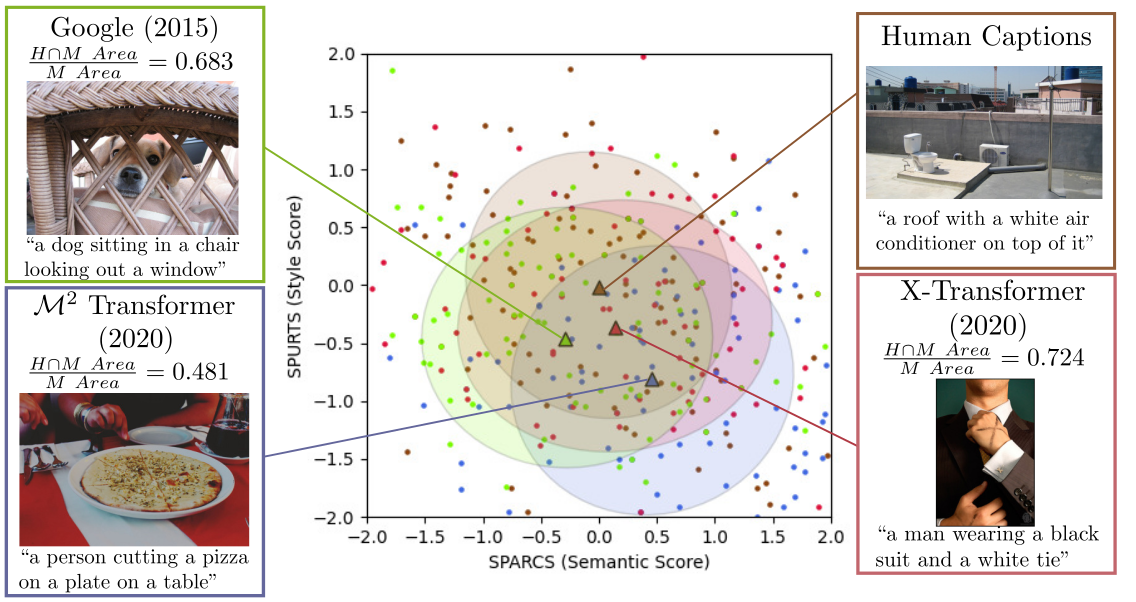 Google (2015)
H∩M Area
M Area
= 0.683
“a dog sitting in a chair
looking out a window”
M² Transformer
(2020)
H∩M Area
M Area
= 0.481
“a person cutting a pizza
on a plate on a table”
2.0
1.5
1.0
0.5
0.0
−0.5
−1.0
−1.5
−2.0
SPURTS (Style Score)
−2.0 −1.5 −1.0 −0.5 0.0 0.5 1.0 1.5 2.0
SPARCS (Semantic Score)
Human Captions
“a roof with a white air
conditioner on top of it”
X-Transformer
(2020)
H∩M Area
M Area
= 0.724
“a man wearing a black
suit and a white tie”